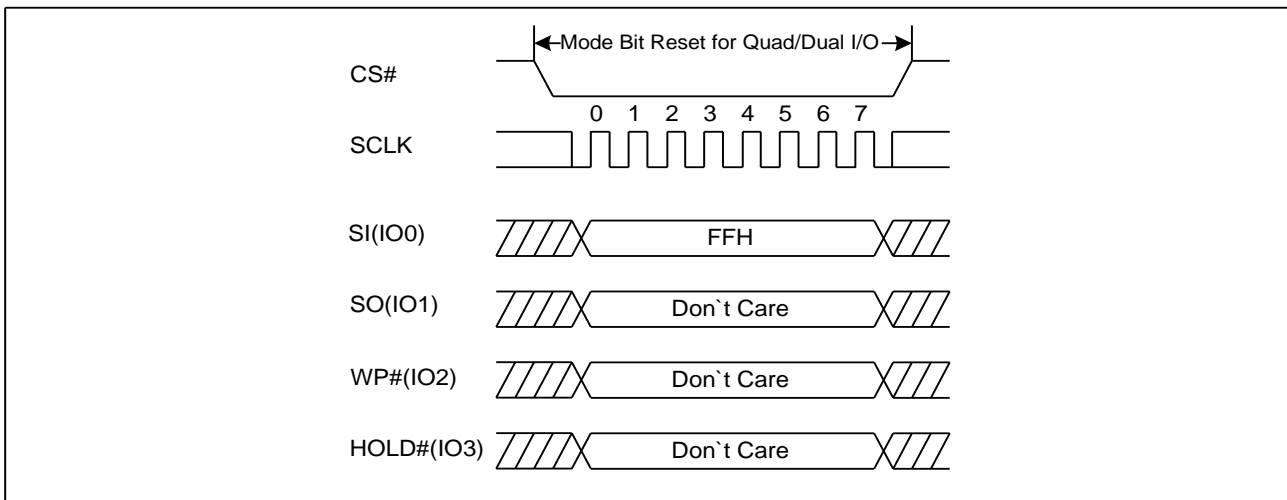 Mode Bit Reset for Quad/Dual I/O
CS#
0 1 2 3 4 5 6 7
SCLK
SI(IO0) FFH
SO(IO1) Don`t Care
WP#(IO2) Don`t Care
HOLD#(IO3) Don`t Care